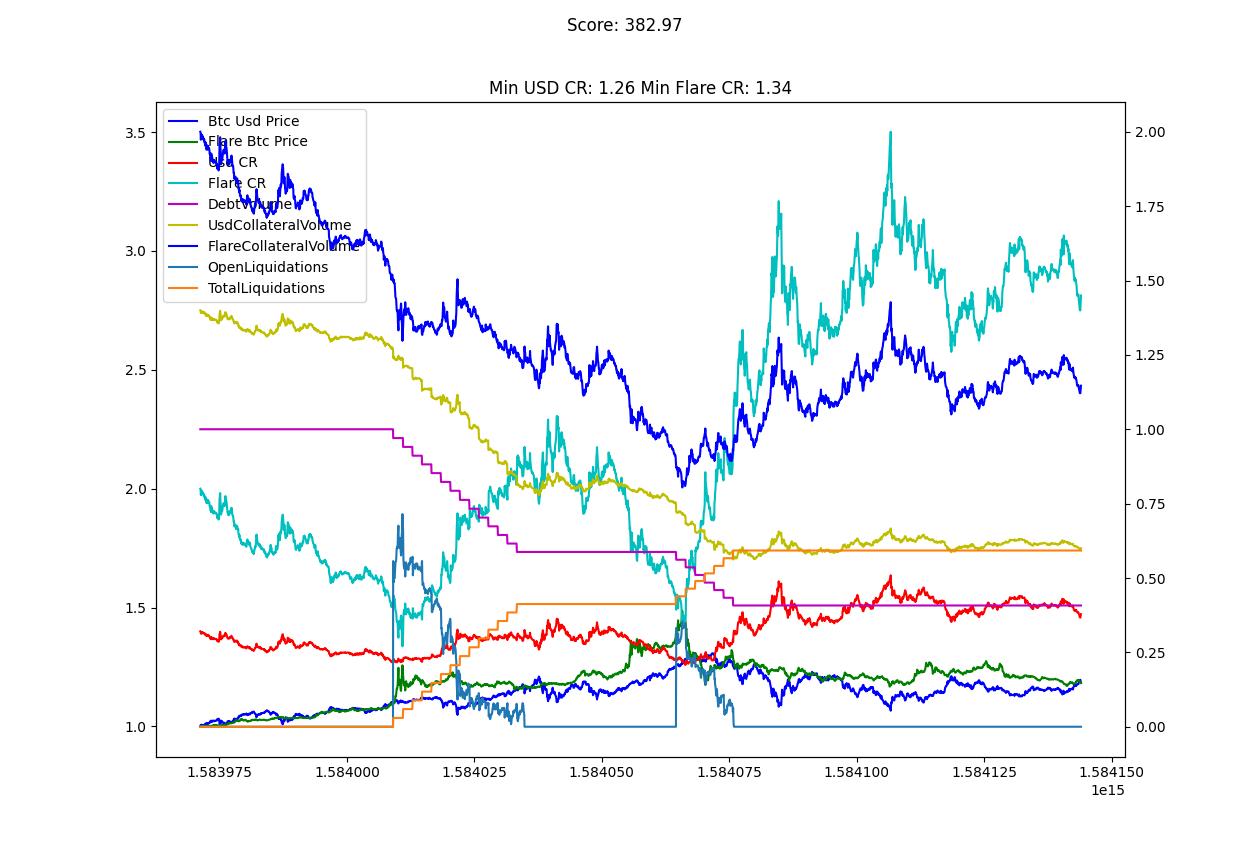 Score: 382.97
Min USD CR: 1.26 Min Flare CR: 1.34
Btc Usd Price
Flare Btc Price
Usd CR
Flare CR
DebtVolume
UsdCollateralVolume
FlareCollateralVolume
OpenLiquidations
TotalLiquidations
3.5
3.0
2.5
2.0
1.5
1.0
2.00
1.75
1.50
1.25
1.00
0.75
0.50
0.25
0.00
1.583975 1.584000 1.584025 1.584050 1.584075 1.584100 1.584125 1.584150
1e15